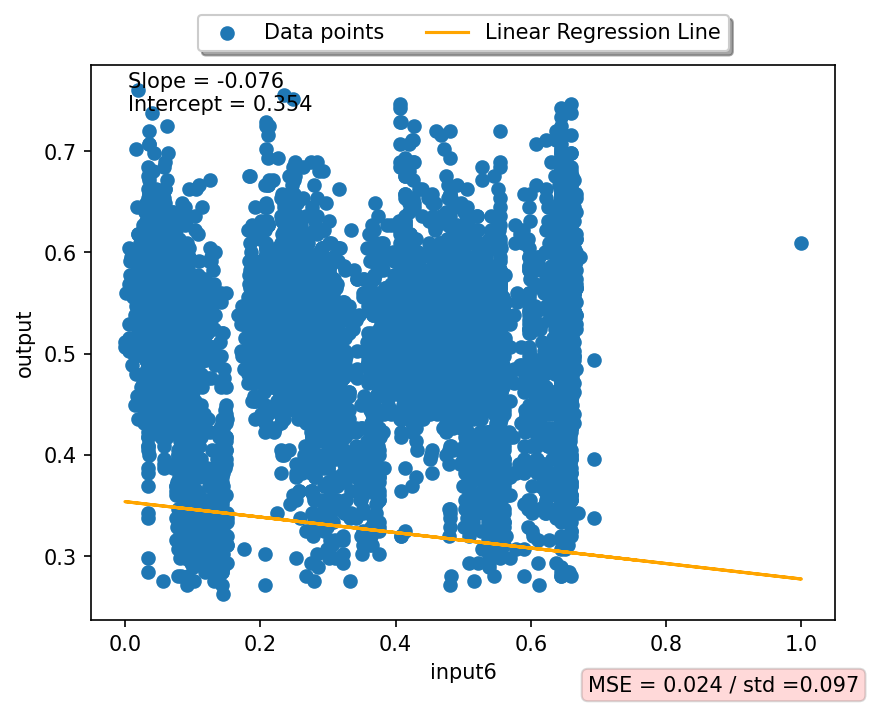 Data points
Linear Regression Line
Slope = -0.076
Intercept = 0.354
0.7
0.6
0.5
0.4
0.3
output
0.0 0.2 0.4 0.6 0.8 1.0
input6
MSE = 0.024 / std =0.097